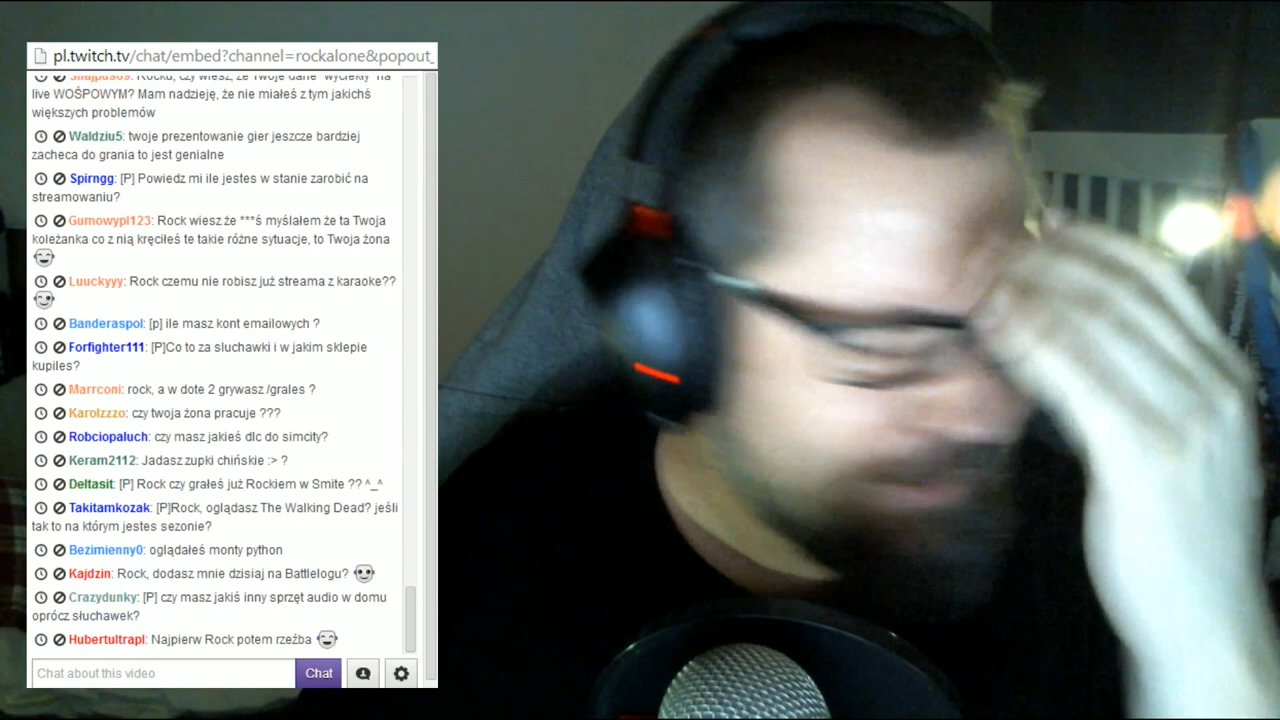 pl.twitch.tv/chat/embed?channel=rockalone&popout_
Rocku, czy wiesz, że Twoje dane "wyciekły" na
live WOŚPOWYM? Mam nadzieję, że nie miałeś z tym jakichś
większych problemów
Waldziu5: twoje prezentowanie gier jeszcze bardziej
zacheca do grania to jest genialne
Spirngg: [P] Powiedz mi ile jestes w stanie zarobić na
streamowaniu?
Gumowypl123: Rock wiesz że ***ś myślałem że ta Twoja
koleżanka co z nią kręciłeś te takie różne sytuacje, to Twoja żona
Luuckyyy: Rock czemu nie robisz już streama z karaoke??
Banderaspol: [p] ile masz kont emailowych ?
Forfighter111: [P]Co to za sluchawki i w jakim sklepie
kupiles?
Marrconi: rock, a w dote 2 grywasz /grales ?
Karolzzzo: czy twoja żona pracuje ???
Robciopaluch: czy masz jakieś dlc do simcity?
Keram2112: Jadasz zupki chińskie :> ?
Deltasit: [P] Rock czy grałeś już Rockiem w Smite ?? ^_^
Takitamkozak: [P]Rock, oglądasz The Walking Dead? jeśli
tak to na którym jestes sezonie?
Bezimienny0: oglądałeś monty python
Kajdzin: Rock, dodasz mnie dzisiaj na Battlelogu?
Crazydunky: [P] czy masz jakiś inny sprzęt audio w domu
oprócz słuchawek?
Hubertultrapl: Najpierw Rock potem rzeźba
Chat about this video
Chat